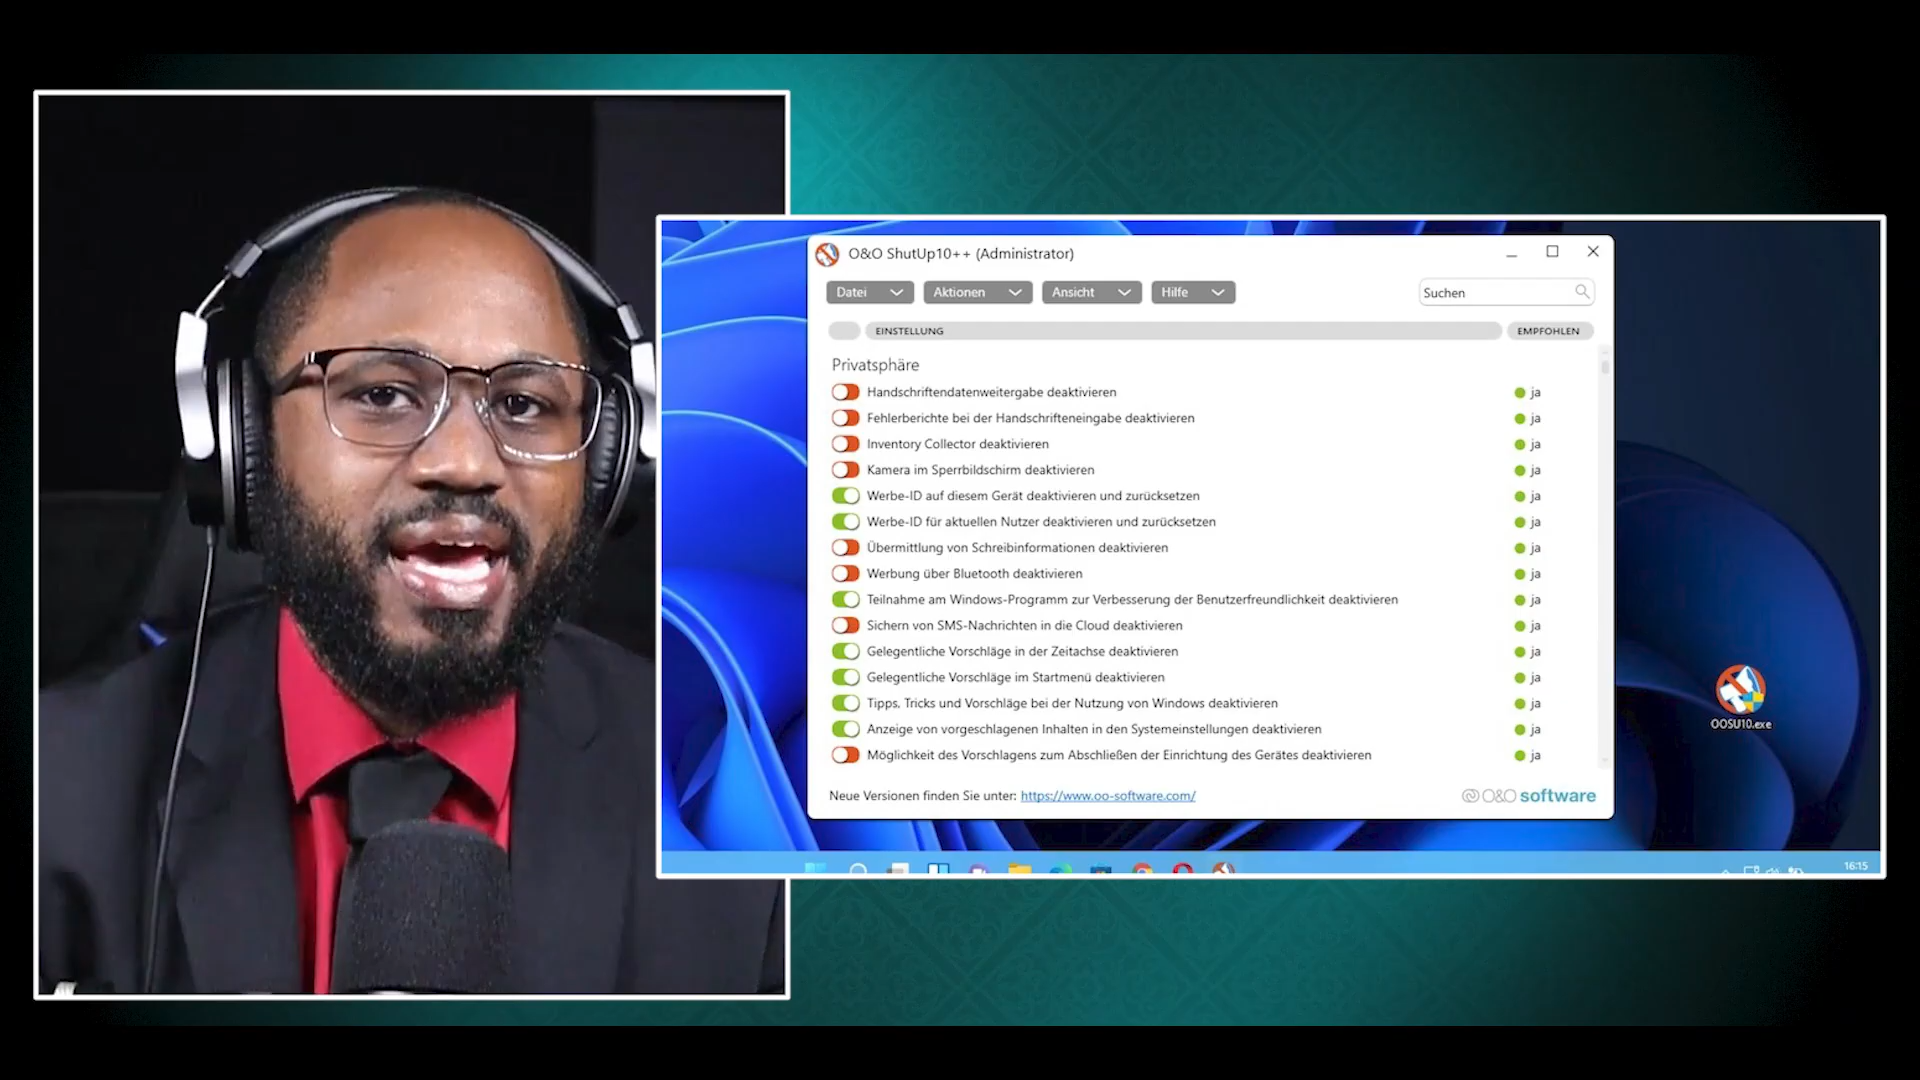 O&O ShutUp10++ (Administrator)
Datei
Aktionen
Ansicht
Hilfe
Suchen
EINSTELLUNG
EMPFOHLEN
Privatsphäre
Handschriftendatenweitergabe deaktivieren
ja
Fehlerberichte bei der Handschrifteneingabe deaktivieren
ja
Inventory Collector deaktivieren
ja
Kamera im Sperrbildschirm deaktivieren
ja
Werbe-ID auf diesem Gerät deaktivieren und zurücksetzen
ja
Werbe-ID für aktuellen Nutzer deaktivieren und zurücksetzen
ja
Übermittlung von Schreibinformationen deaktivieren
ja
Werbung über Bluetooth deaktivieren
ja
Teilnahme am Windows-Programm zur Verbesserung der Benutzerfreundlichkeit deaktivieren
ja
Sichern von SMS-Nachrichten in die Cloud deaktivieren
ja
Gelegentliche Vorschläge in der Zeitachse deaktivieren
ja
Gelegentliche Vorschläge im Startmenü deaktivieren
ja
Tipps, Tricks und Vorschläge bei der Nutzung von Windows deaktivieren
ja
Anzeige von vorgeschlagenen Inhalten in den Systemeinstellungen deaktivieren
ja
Möglichkeit des Vorschlagens zum Abschließen der Einrichtung des Gerätes deaktivieren
ja
Neue Versionen finden Sie unter: https://www.oo-software.com/
O&O software
OOSU10.exe
16:15